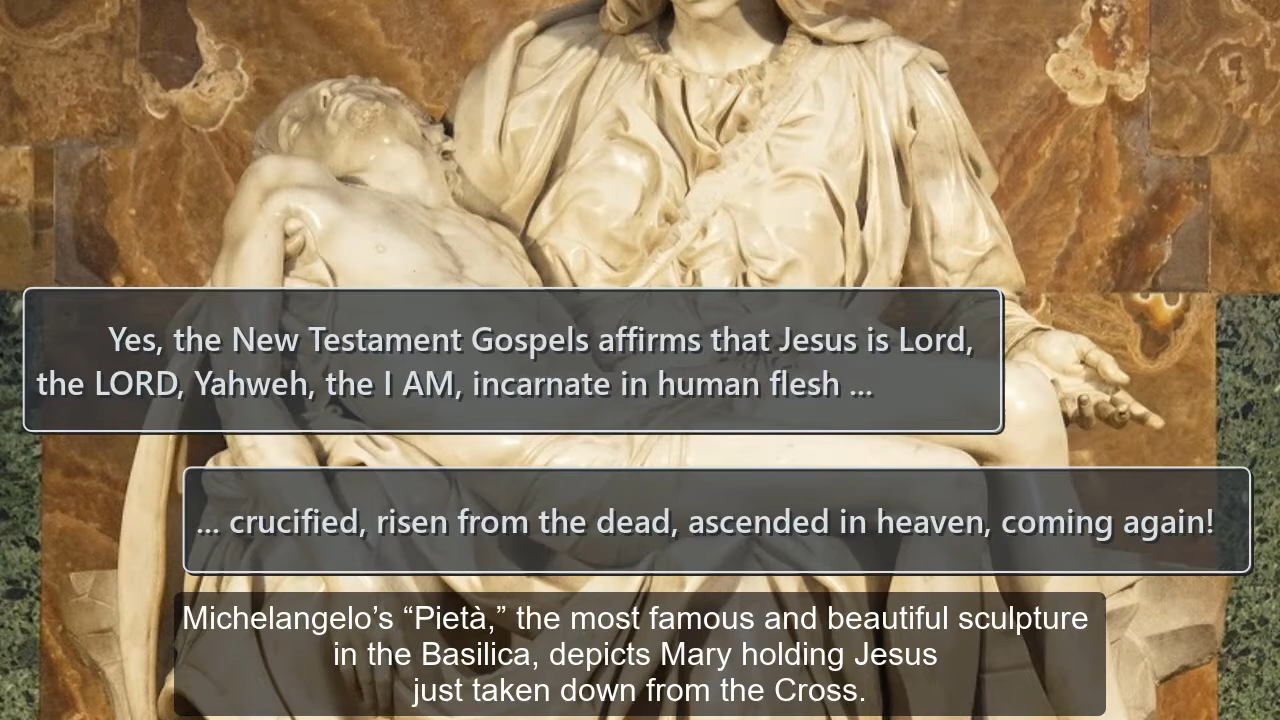 Yes, the New Testament Gospels affirms that Jesus is Lord,
the LORD, Yahweh, the I AM, incarnate in human flesh ...
... crucified, risen from the dead, ascended in heaven, coming again!
Michelangelo’s “Pietà,” the most famous and beautiful sculpture
in the Basilica, depicts Mary holding Jesus
just taken down from the Cross.